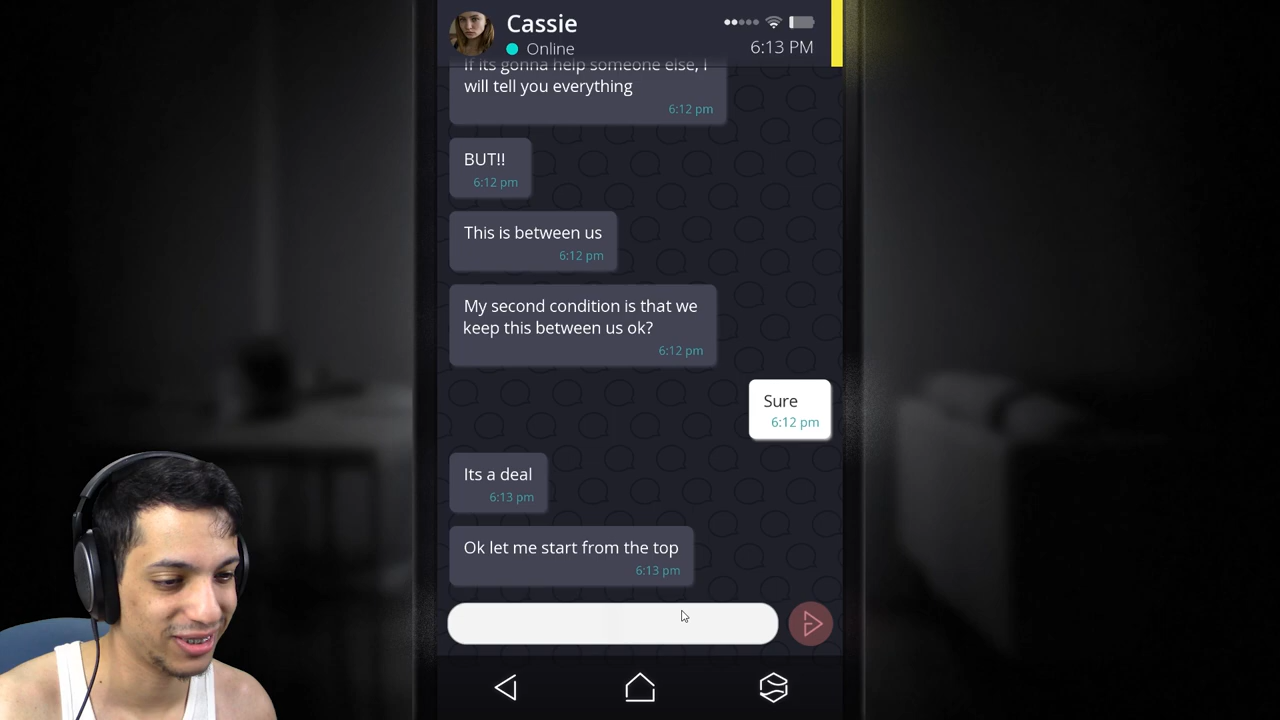 Cassie
Online
6:13 PM
If its gonna help someone else, I
will tell you everything
6:12 pm
BUT!!
6:12 pm
This is between us
6:12 pm
My second condition is that we
keep this between us ok?
6:12 pm
Sure
6:12 pm
Its a deal
6:13 pm
Ok let me start from the top
6:13 pm